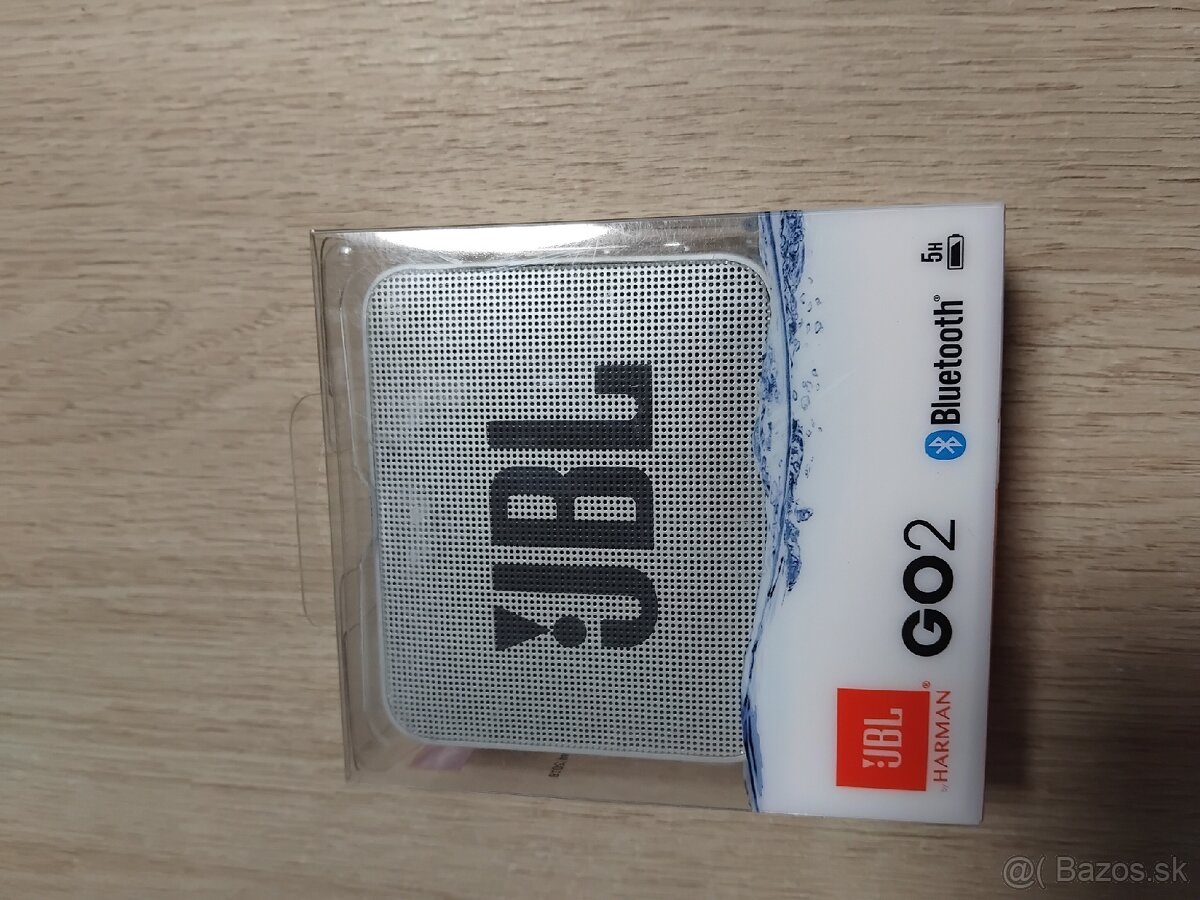 JBL
JBL
by HARMAN®
GO2
Bluetooth®
5H
@( Bazos.sk